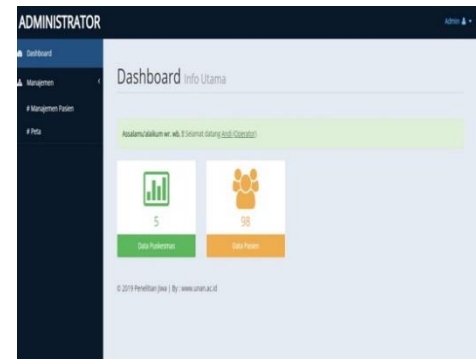 ADMINISTRATOR
Admin
Dashboard
Manajemen
# Manajemen Pasien
# Peta
Dashboard Info Utama
Assalamu'alaikum wr. wb. ! Selamat datang Andi (Operator)
5
Data Puskesmas
98
Data Pasien
© 2019 Penelitian Jiwa | By : www.unan.ac.id